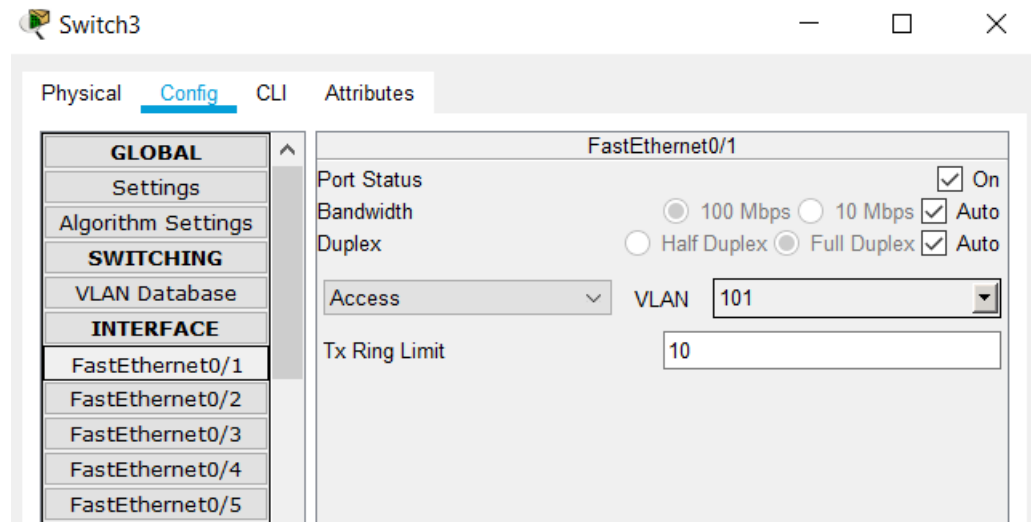 Switch3
Physical Config CLI Attributes
GLOBAL
Settings
Algorithm Settings
SWITCHING
VLAN Database
INTERFACE
FastEthernet0/1
FastEthernet0/2
FastEthernet0/3
FastEthernet0/4
FastEthernet0/5
FastEthernet0/1
Port Status On
Bandwidth 100 Mbps 10 Mbps Auto
Duplex Half Duplex Full Duplex Auto
Access VLAN 101
Tx Ring Limit 10